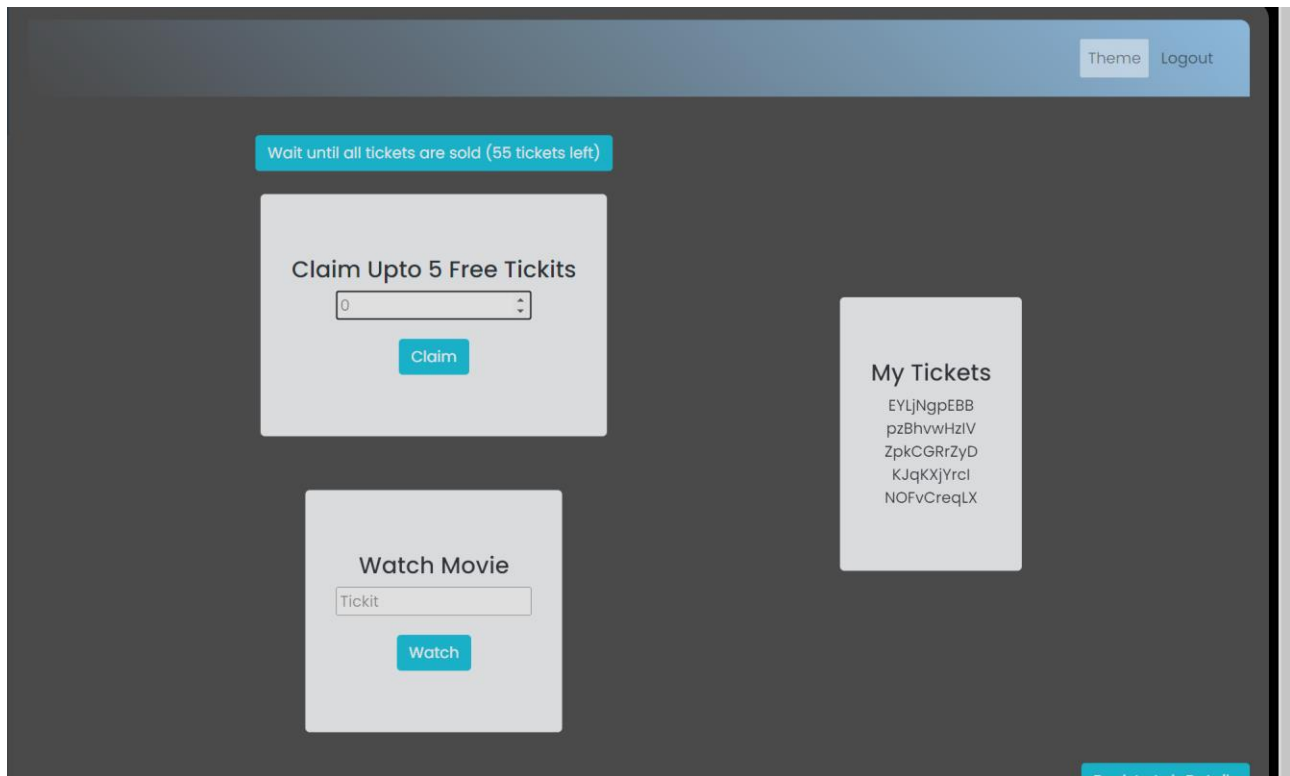 Theme Logout
Wait until all tickets are sold (55 tickets left)
Claim Upto 5 Free Tickits
0
Claim
Watch Movie
Tickit
Watch
My Tickets
EYLjNgpEBB
pzBhvwHzIV
ZpkCGRrZyD
KJqKXjYrcI
NOFvCreqLX